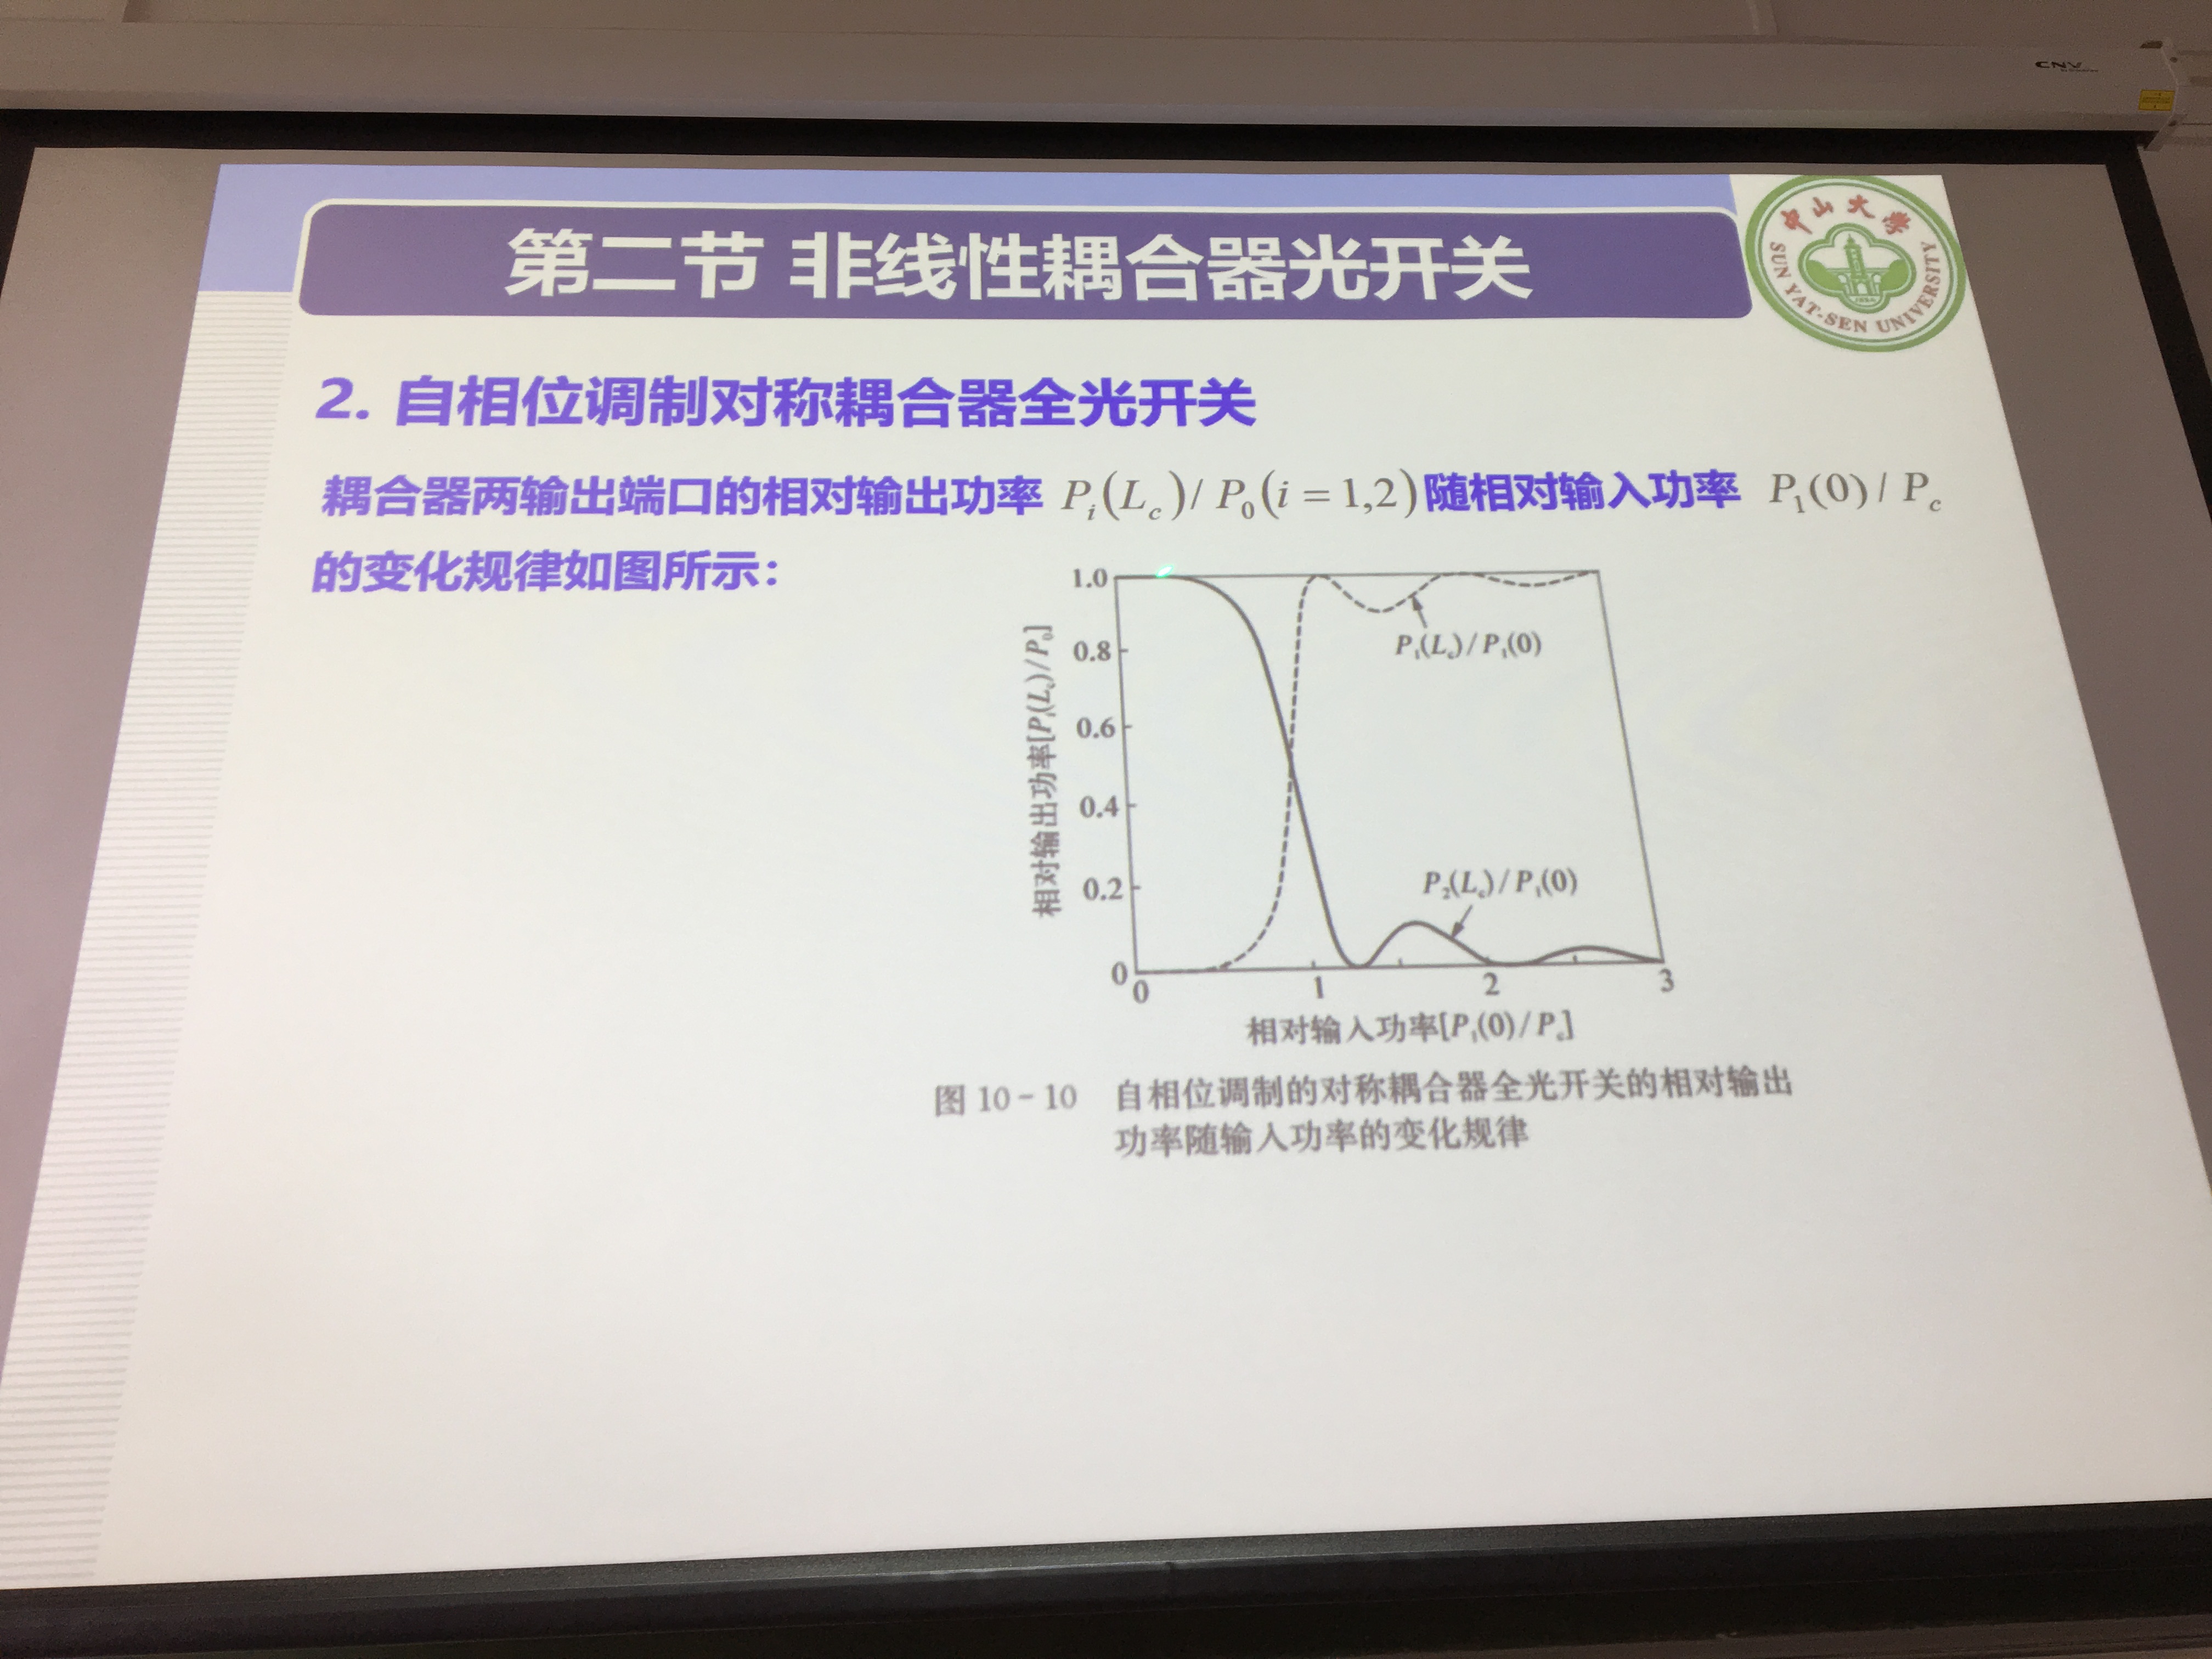 CNV
第二节 非线性耦合器光开关
中山大学
SUN YAT-SEN UNIVERSITY
2. 自相位调制对称耦合器全光开关
耦合器两输出端口的相对输出功率 P_i(L_c)/ P_0(i = 1,2)随相对输入功率 P_1(0)/ P_c
的变化规律如图所示：
相对输出功率[P_i(L_c)/P_0]
1.0
0.8
0.6
0.4
0.2
0
P_1(L_c)/P_1(0)
P_2(L_c)/P_1(0)
0 1 2 3
相对输入功率[P_1(0)/P_c]
图 10-10 自相位调制的对称耦合器全光开关的相对输出
功率随输入功率的变化规律